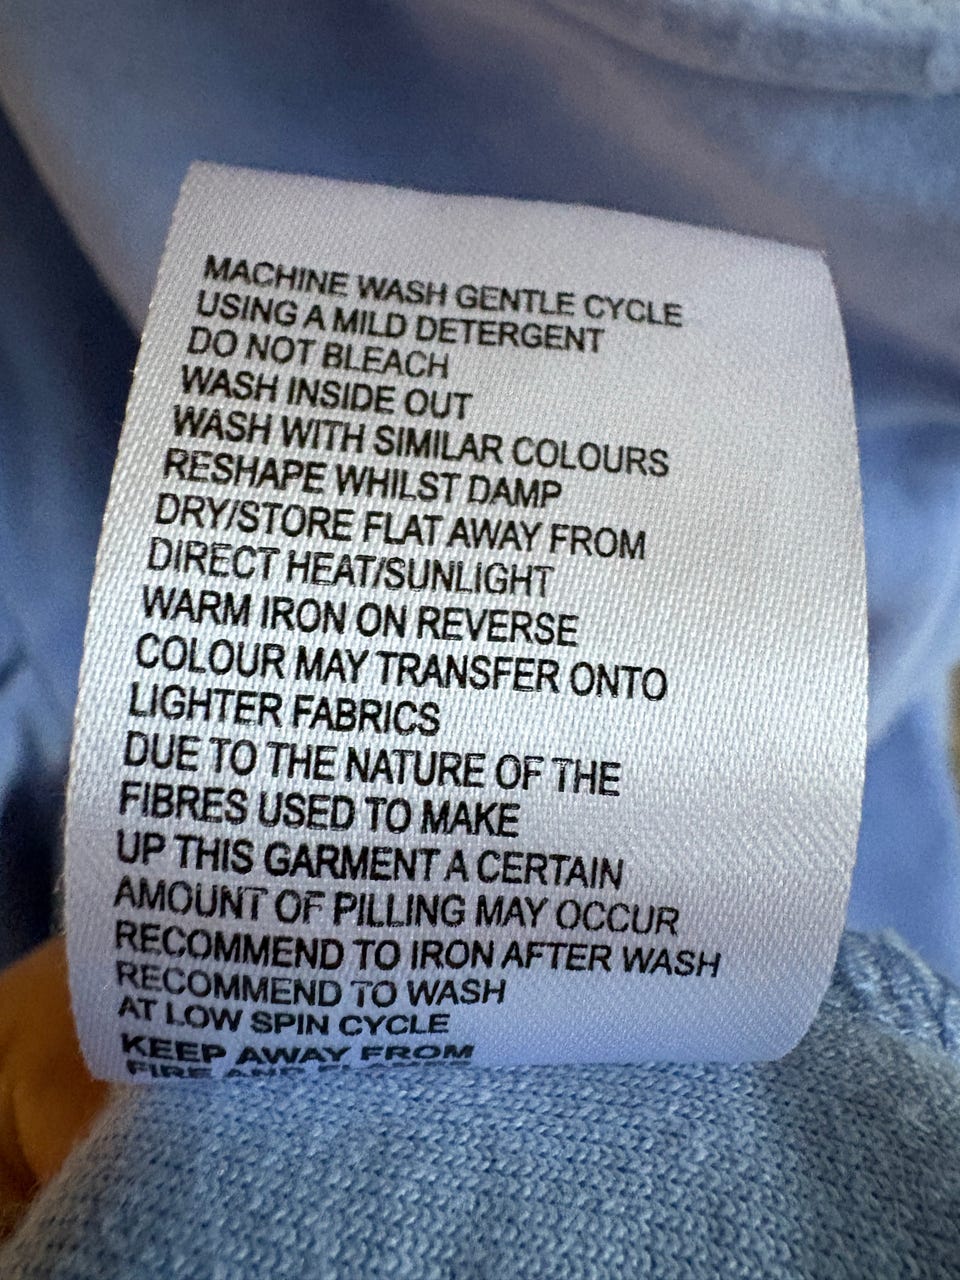 MACHINE WASH GENTLE CYCLE
USING A MILD DETERGENT
DO NOT BLEACH
WASH INSIDE OUT
WASH WITH SIMILAR COLOURS
RESHAPE WHILST DAMP
DRY/STORE FLAT AWAY FROM
DIRECT HEAT/SUNLIGHT
WARM IRON ON REVERSE
COLOUR MAY TRANSFER ONTO
LIGHTER FABRICS
DUE TO THE NATURE OF THE
FIBRES USED TO MAKE
UP THIS GARMENT A CERTAIN
AMOUNT OF PILLING MAY OCCUR
RECOMMEND TO IRON AFTER WASH
RECOMMEND TO WASH
AT LOW SPIN CYCLE
KEEP AWAY FROM
FIRE AND FLAMES